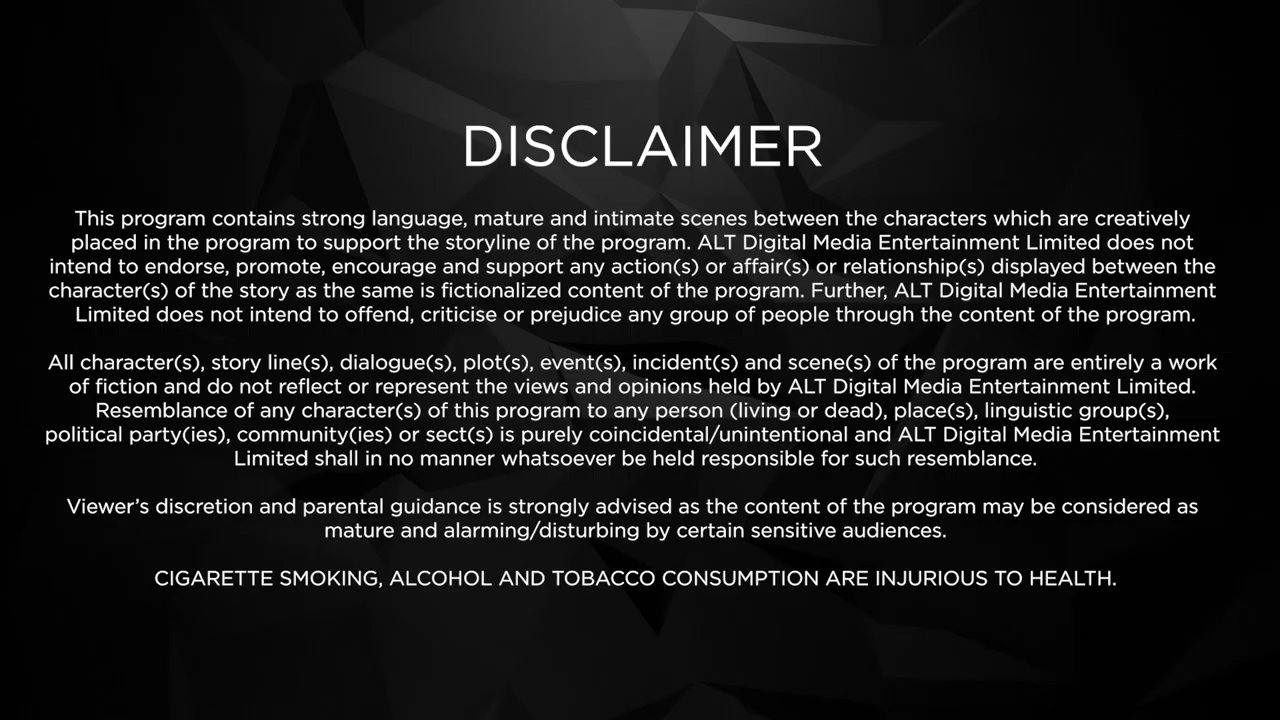 DISCLAIMER
This program contains strong language, mature and intimate scenes between the characters which are creatively
placed in the program to support the storyline of the program. ALT Digital Media Entertainment Limited does not
intend to endorse, promote, encourage and support any action(s) or affair(s) or relationship(s) displayed between the
character(s) of the story as the same is fictionalized content of the program. Further, ALT Digital Media Entertainment
Limited does not intend to offend, criticise or prejudice any group of people through the content of the program.
All character(s), story line(s), dialogue(s), plot(s), event(s), incident(s) and scene(s) of the program are entirely a work
of fiction and do not reflect or represent the views and opinions held by ALT Digital Media Entertainment Limited.
Resemblance of any character(s) of this program to any person (living or dead), place(s), linguistic group(s),
political party(ies), community(ies) or sect(s) is purely coincidental/unintentional and ALT Digital Media Entertainment
Limited shall in no manner whatsoever be held responsible for such resemblance.
Viewer's discretion and parental guidance is strongly advised as the content of the program may be considered as
mature and alarming/disturbing by certain sensitive audiences.
CIGARETTE SMOKING, ALCOHOL AND TOBACCO CONSUMPTION ARE INJURIOUS TO HEALTH.